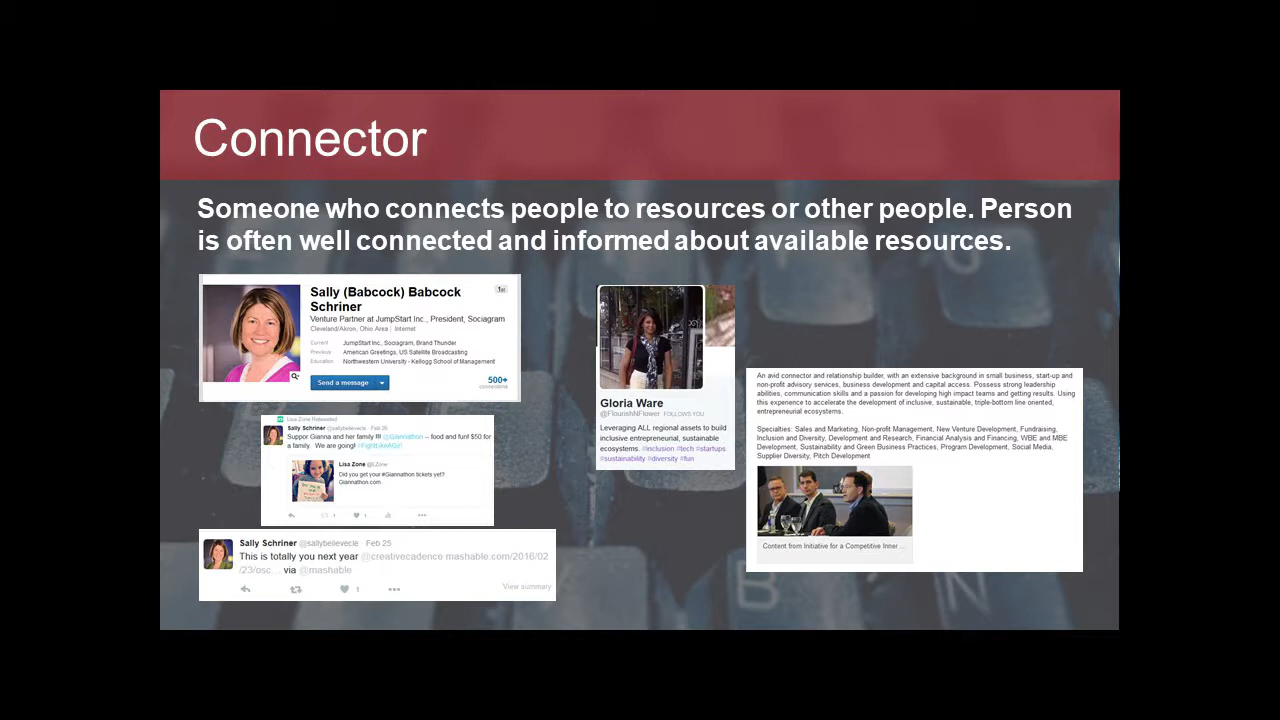 Connector
Someone who connects people to resources or other people. Person
is often well connected and informed about available resources.
Sally (Babcock) Babcock
Schriner
1st
Venture Partner at JumpStart Inc., President, Sociagram
Cleveland/Akron, Ohio Area | Internet
Current JumpStart Inc., Sociagram, Brand Thunder
Previous American Greetings, US Satellite Broadcasting
Education Northwestern University - Kellogg School of Management
Send a message
500+
connections
Lisa Zone Retweeted
Sally Schriner @sallybelievecle · Feb 25
Suppor Gianna and her family !!! @Giannathon -- food and fun! $50 for
a family. We are going!
Lisa Zone @LZone
Did you get your #Giannathon tickets yet?
Giannathon.com
1 1
Sally Schriner @sallybelievecle · Feb 25
This is totally you next year @creativecadence mashable.com/2016/02
/23/osc... via @mashable
1
View summary
Gloria Ware
@FlourishNFlower FOLLOWS YOU
Leveraging ALL regional assets to build
inclusive entrepreneurial, sustainable
ecosystems. #inclusion #tech #startups
#sustainability #diversity #fun
An avid connector and relationship builder, with an extensive background in small business, start-up and
non-profit advisory services, business development and capital access. Possess strong leadership
abilities, communication skills and a passion for developing high impact teams and getting results. Using
this experience to accelerate the development of inclusive, sustainable, triple-bottom line oriented,
entrepreneurial ecosystems.
Specialties: Sales and Marketing, Non-profit Management, New Venture Development, Fundraising,
Inclusion and Diversity, Development and Research, Financial Analysis and Financing, WBE and MBE
Development, Sustainability and Green Business Practices, Program Development, Social Media,
Supplier Diversity, Pitch Development
Content from Initiative for a Competitive Inner ...
B
N